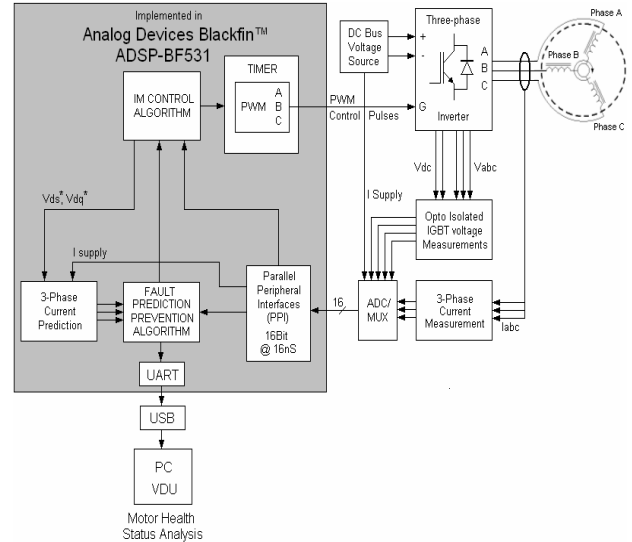 Implemented in
Analog Devices Blackfin™
ADSP-BF531
TIMER
PWM
A
B
C
IM CONTROL
ALGORITHM
DC Bus
Voltage
Source
+
-
Three-phase
A
B
C
G
Inverter
Phase A
Phase B
Phase C
PWM
Control Pulses
Vds*, Vdq*
I Supply
Vdc
Vabc
Opto Isolated
IGBT voltage
Measurements
I supply
3-Phase
Current
Prediction
FAULT
PREDICTION
PREVENTION
ALGORITHM
Parallel
Peripheral
Interfaces
(PPI)
16Bit
@ 16nS
16
ADC/
MUX
3-Phase
Current
Measurement
Iabc
UART
USB
PC
VDU
Motor Health
Status Analysis